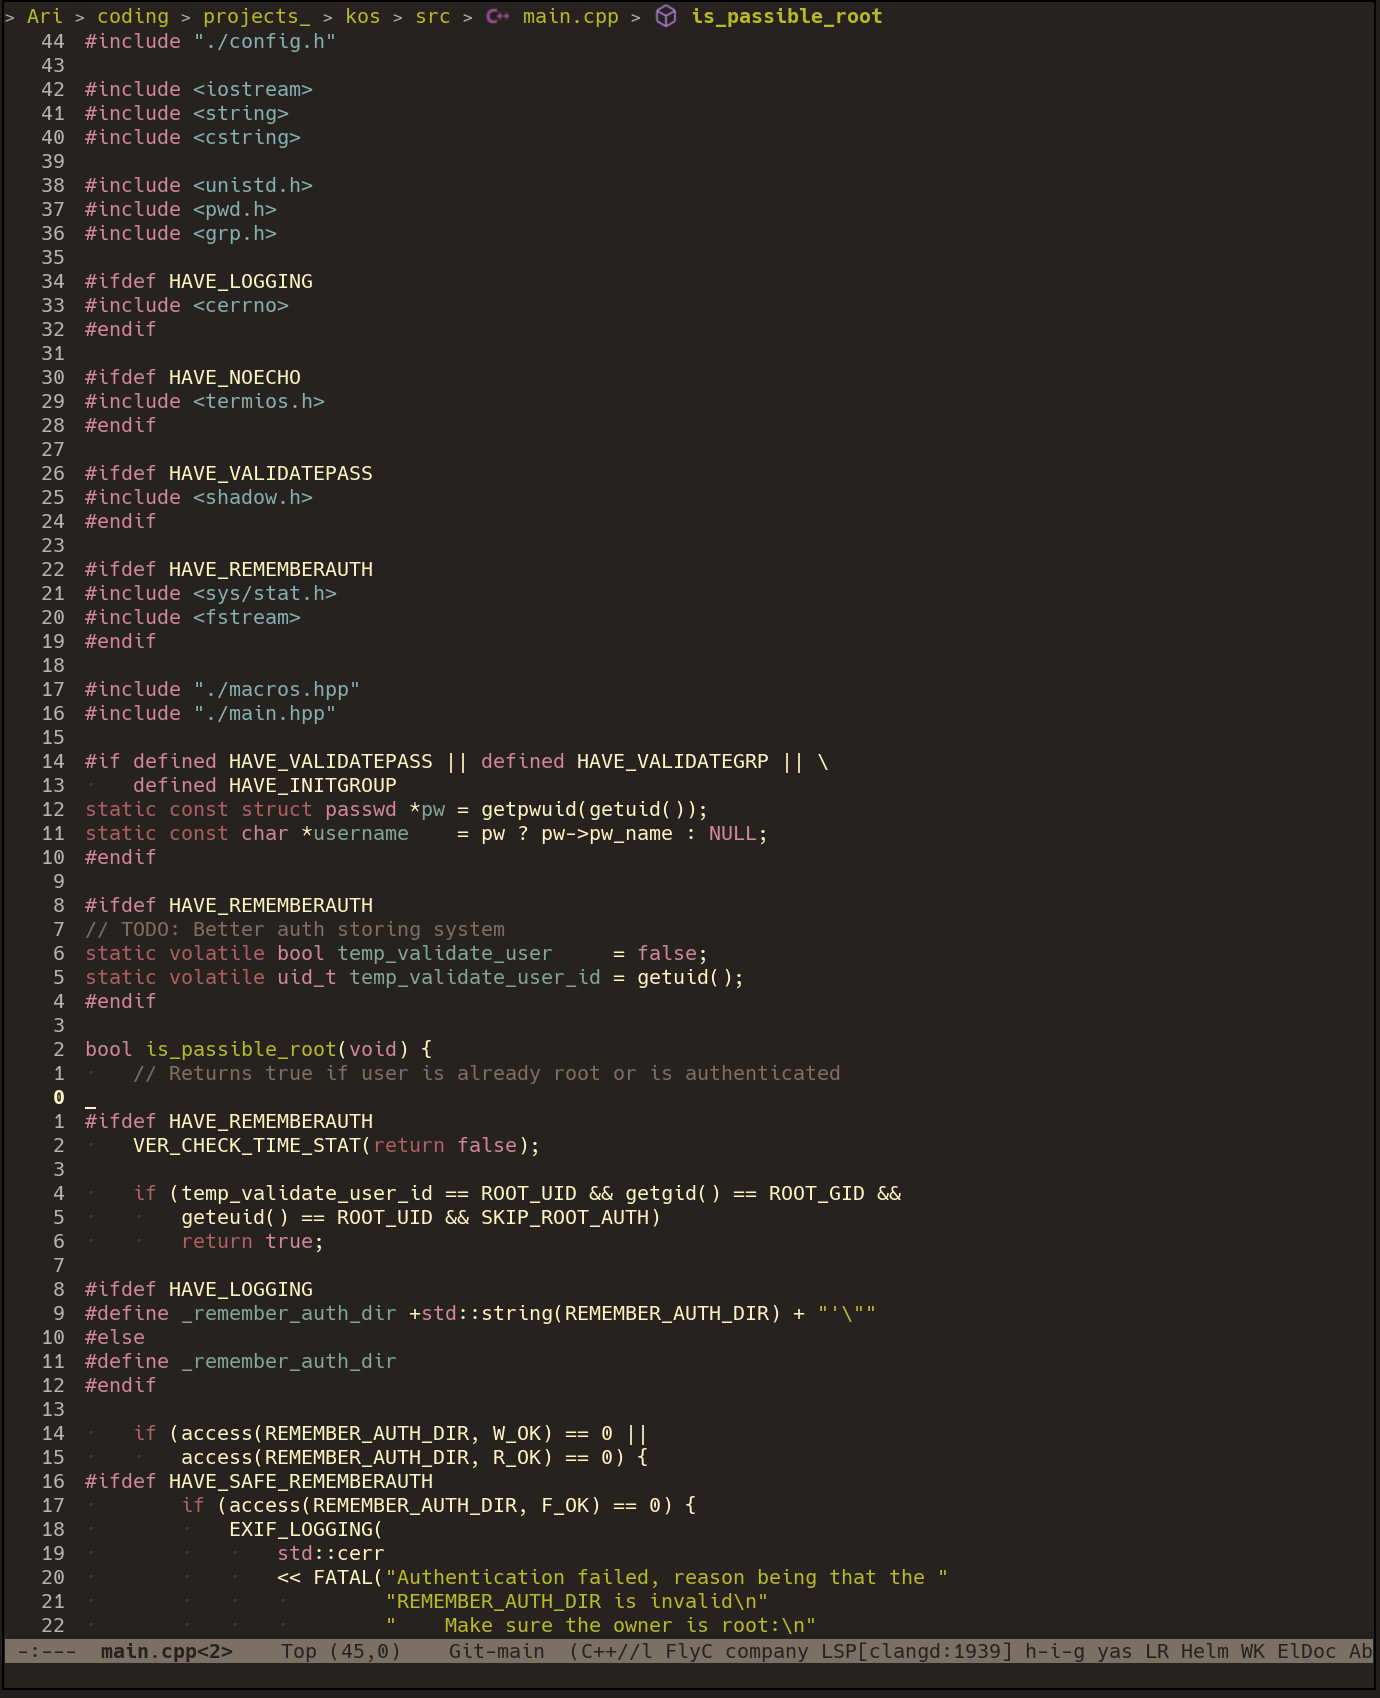 > Ari > coding > projects_ > kos > src > C++ main.cpp > is_passible_root
44 #include "./config.h"
43
42 #include <iostream>
41 #include <string>
40 #include <cstring>
39
38 #include <unistd.h>
37 #include <pwd.h>
36 #include <grp.h>
35
34 #ifdef HAVE_LOGGING
33 #include <cerrno>
32 #endif
31
30 #ifdef HAVE_NOECHO
29 #include <termios.h>
28 #endif
27
26 #ifdef HAVE_VALIDATEPASS
25 #include <shadow.h>
24 #endif
23
22 #ifdef HAVE_REMEMBERAUTH
21 #include <sys/stat.h>
20 #include <fstream>
19 #endif
18
17 #include "./macros.hpp"
16 #include "./main.hpp"
15
14 #if defined HAVE_VALIDATEPASS || defined HAVE_VALIDATEGRP || \
13     defined HAVE_INITGROUP
12 static const struct passwd *pw = getpwuid(getuid());
11 static const char *username    = pw ? pw->pw_name : NULL;
10 #endif
9
8 #ifdef HAVE_REMEMBERAUTH
7 // TODO: Better auth storing system
6 static volatile bool temp_validate_user     = false;
5 static volatile uid_t temp_validate_user_id = getuid();
4 #endif
3
2 bool is_passible_root(void) {
1     // Returns true if user is already root or is authenticated
0
1 #ifdef HAVE_REMEMBERAUTH
2     VER_CHECK_TIME_STAT(return false);
3
4     if (temp_validate_user_id == ROOT_UID && getgid() == ROOT_GID &&
5         geteuid() == ROOT_UID && SKIP_ROOT_AUTH)
6         return true;
7
8 #ifdef HAVE_LOGGING
9 #define _remember_auth_dir +std::string(REMEMBER_AUTH_DIR) + "'\""
10 #else
11 #define _remember_auth_dir
12 #endif
13
14     if (access(REMEMBER_AUTH_DIR, W_OK) == 0 ||
15         access(REMEMBER_AUTH_DIR, R_OK) == 0) {
16 #ifdef HAVE_SAFE_REMEMBERAUTH
17         if (access(REMEMBER_AUTH_DIR, F_OK) == 0) {
18             EXIF_LOGGING(
19                 std::cerr
20                 << FATAL("Authentication failed, reason being that the "
21                          "REMEMBER_AUTH_DIR is invalid\n"
22                          "    Make sure the owner is root:\n"
-:---  main.cpp<2>    Top (45,0)    Git-main  (C++//l FlyC company LSP[clangd:1939] h-i-g yas LR Helm WK ElDoc Ab